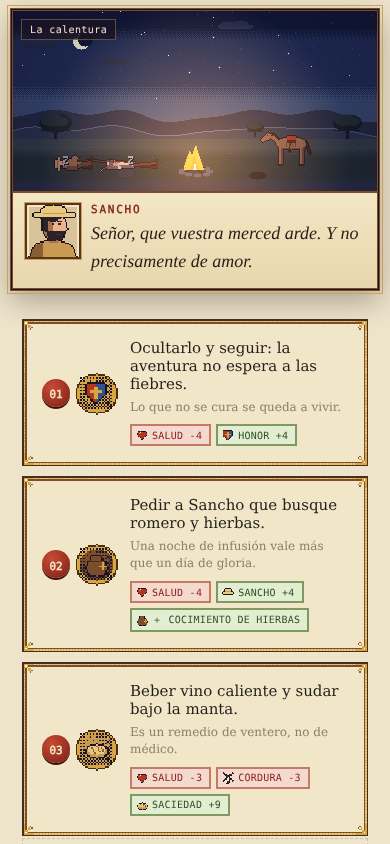 La calentura
SANCHO
Señor, que vuestra merced arde. Y no
precisamente de amor.
01
Ocultarlo y seguir: la
aventura no espera a las
fiebres.
Lo que no se cura se queda a vivir.
SALUD -4
HONOR +4
02
Pedir a Sancho que busque
romero y hierbas.
Una noche de infusión vale más
que un día de gloria.
SALUD -4
SANCHO +4
+ COCIMIENTO DE HIERBAS
03
Beber vino caliente y sudar
bajo la manta.
Es un remedio de ventero, no de
médico.
SALUD -3
CORDURA -3
SACIEDAD +9